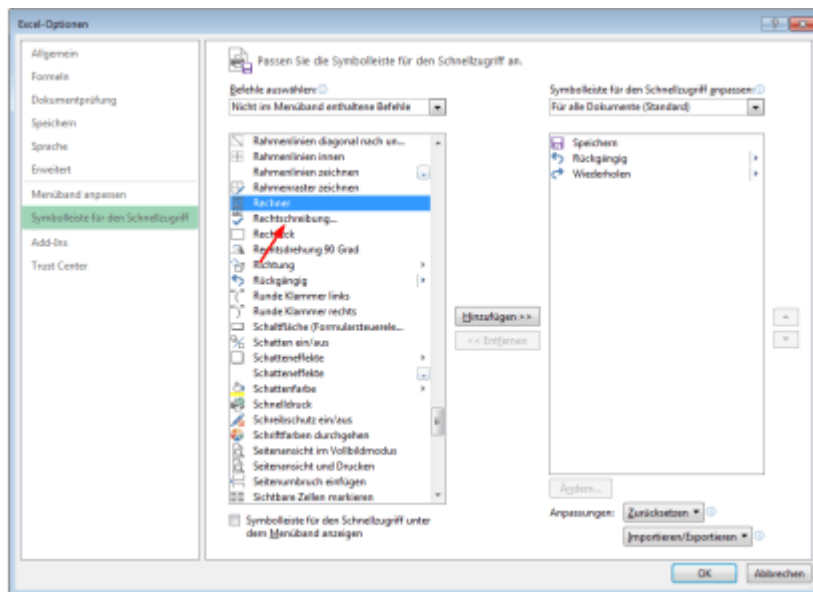 Excel-Optionen
Allgemein
Formeln
Dokumentprüfung
Speichern
Sprache
Erweitert
Menüband anpassen
Symbolleiste für den Schnellzugriff
Add-Ins
Trust Center
Passen Sie die Symbolleiste für den Schnellzugriff an.
Befehle auswählen:
Nicht im Menüband enthaltene Befehle
Rahmenlinien diagonal nach un...
Rahmenlinien innen
Rahmenlinien zeichnen
Rahmenraster zeichnen
Rechner
Rechtschreibung...
Rechteck
Rechtsdrehung 90 Grad
Richtung
Rückgängig
Runde Klammer links
Runde Klammer rechts
Schaltfläche (Formularsteuerele...
Schatten ein/aus
Schatteneffekte
Schatteneffekte
Schattenfarbe
Schnelldruck
Schreibschutz ein/aus
Schriftfarben durchgehen
Seitenansicht im Vollbildmodus
Seitenansicht und Drucken
Seitenumbruch einfügen
Sichtbare Zellen markieren
Symbolleiste für den Schnellzugriff unter
dem Menüband anzeigen
Hinzufügen >>
<< Entfernen
Symbolleiste für den Schnellzugriff anpassen:
Für alle Dokumente (Standard)
Speichern
Rückgängig
Wiederholen
Ändern...
Anpassungen: Zurücksetzen
Importieren/Exportieren
OK
Abbrechen